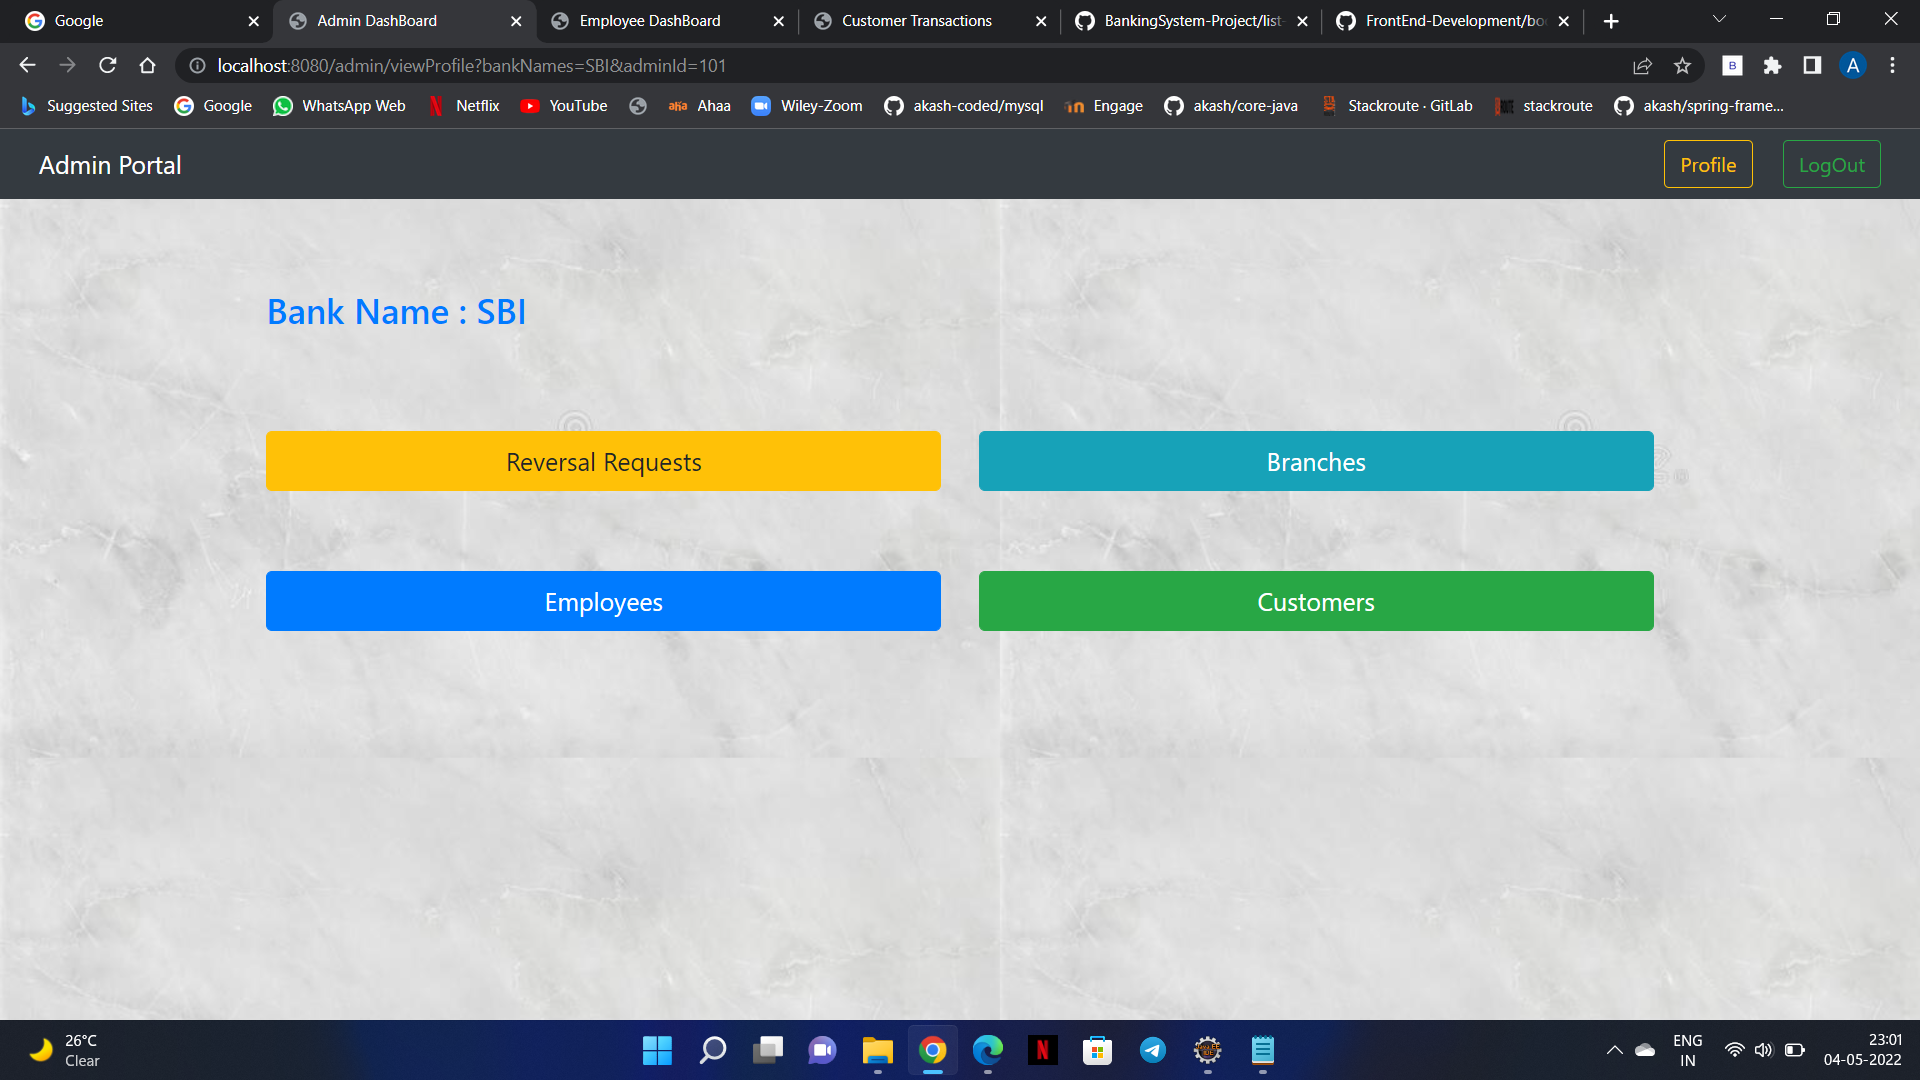 Google
Admin DashBoard
Employee DashBoard
Customer Transactions
BankingSystem-Project/list-
FrontEnd-Development/boo
localhost:8080/admin/viewProfile?bankNames=SBI&adminId=101
B
A
Suggested Sites
Google
WhatsApp Web
Netflix
YouTube
aha Ahaa
Wiley-Zoom
akash-coded/mysql
Engage
akash/core-java
Stackroute · GitLab
stackroute
akash/spring-frame...
Admin Portal
Profile
LogOut
Bank Name : SBI
Reversal Requests
Branches
Employees
Customers
26°C
Clear
ENG
IN
23:01
04-05-2022